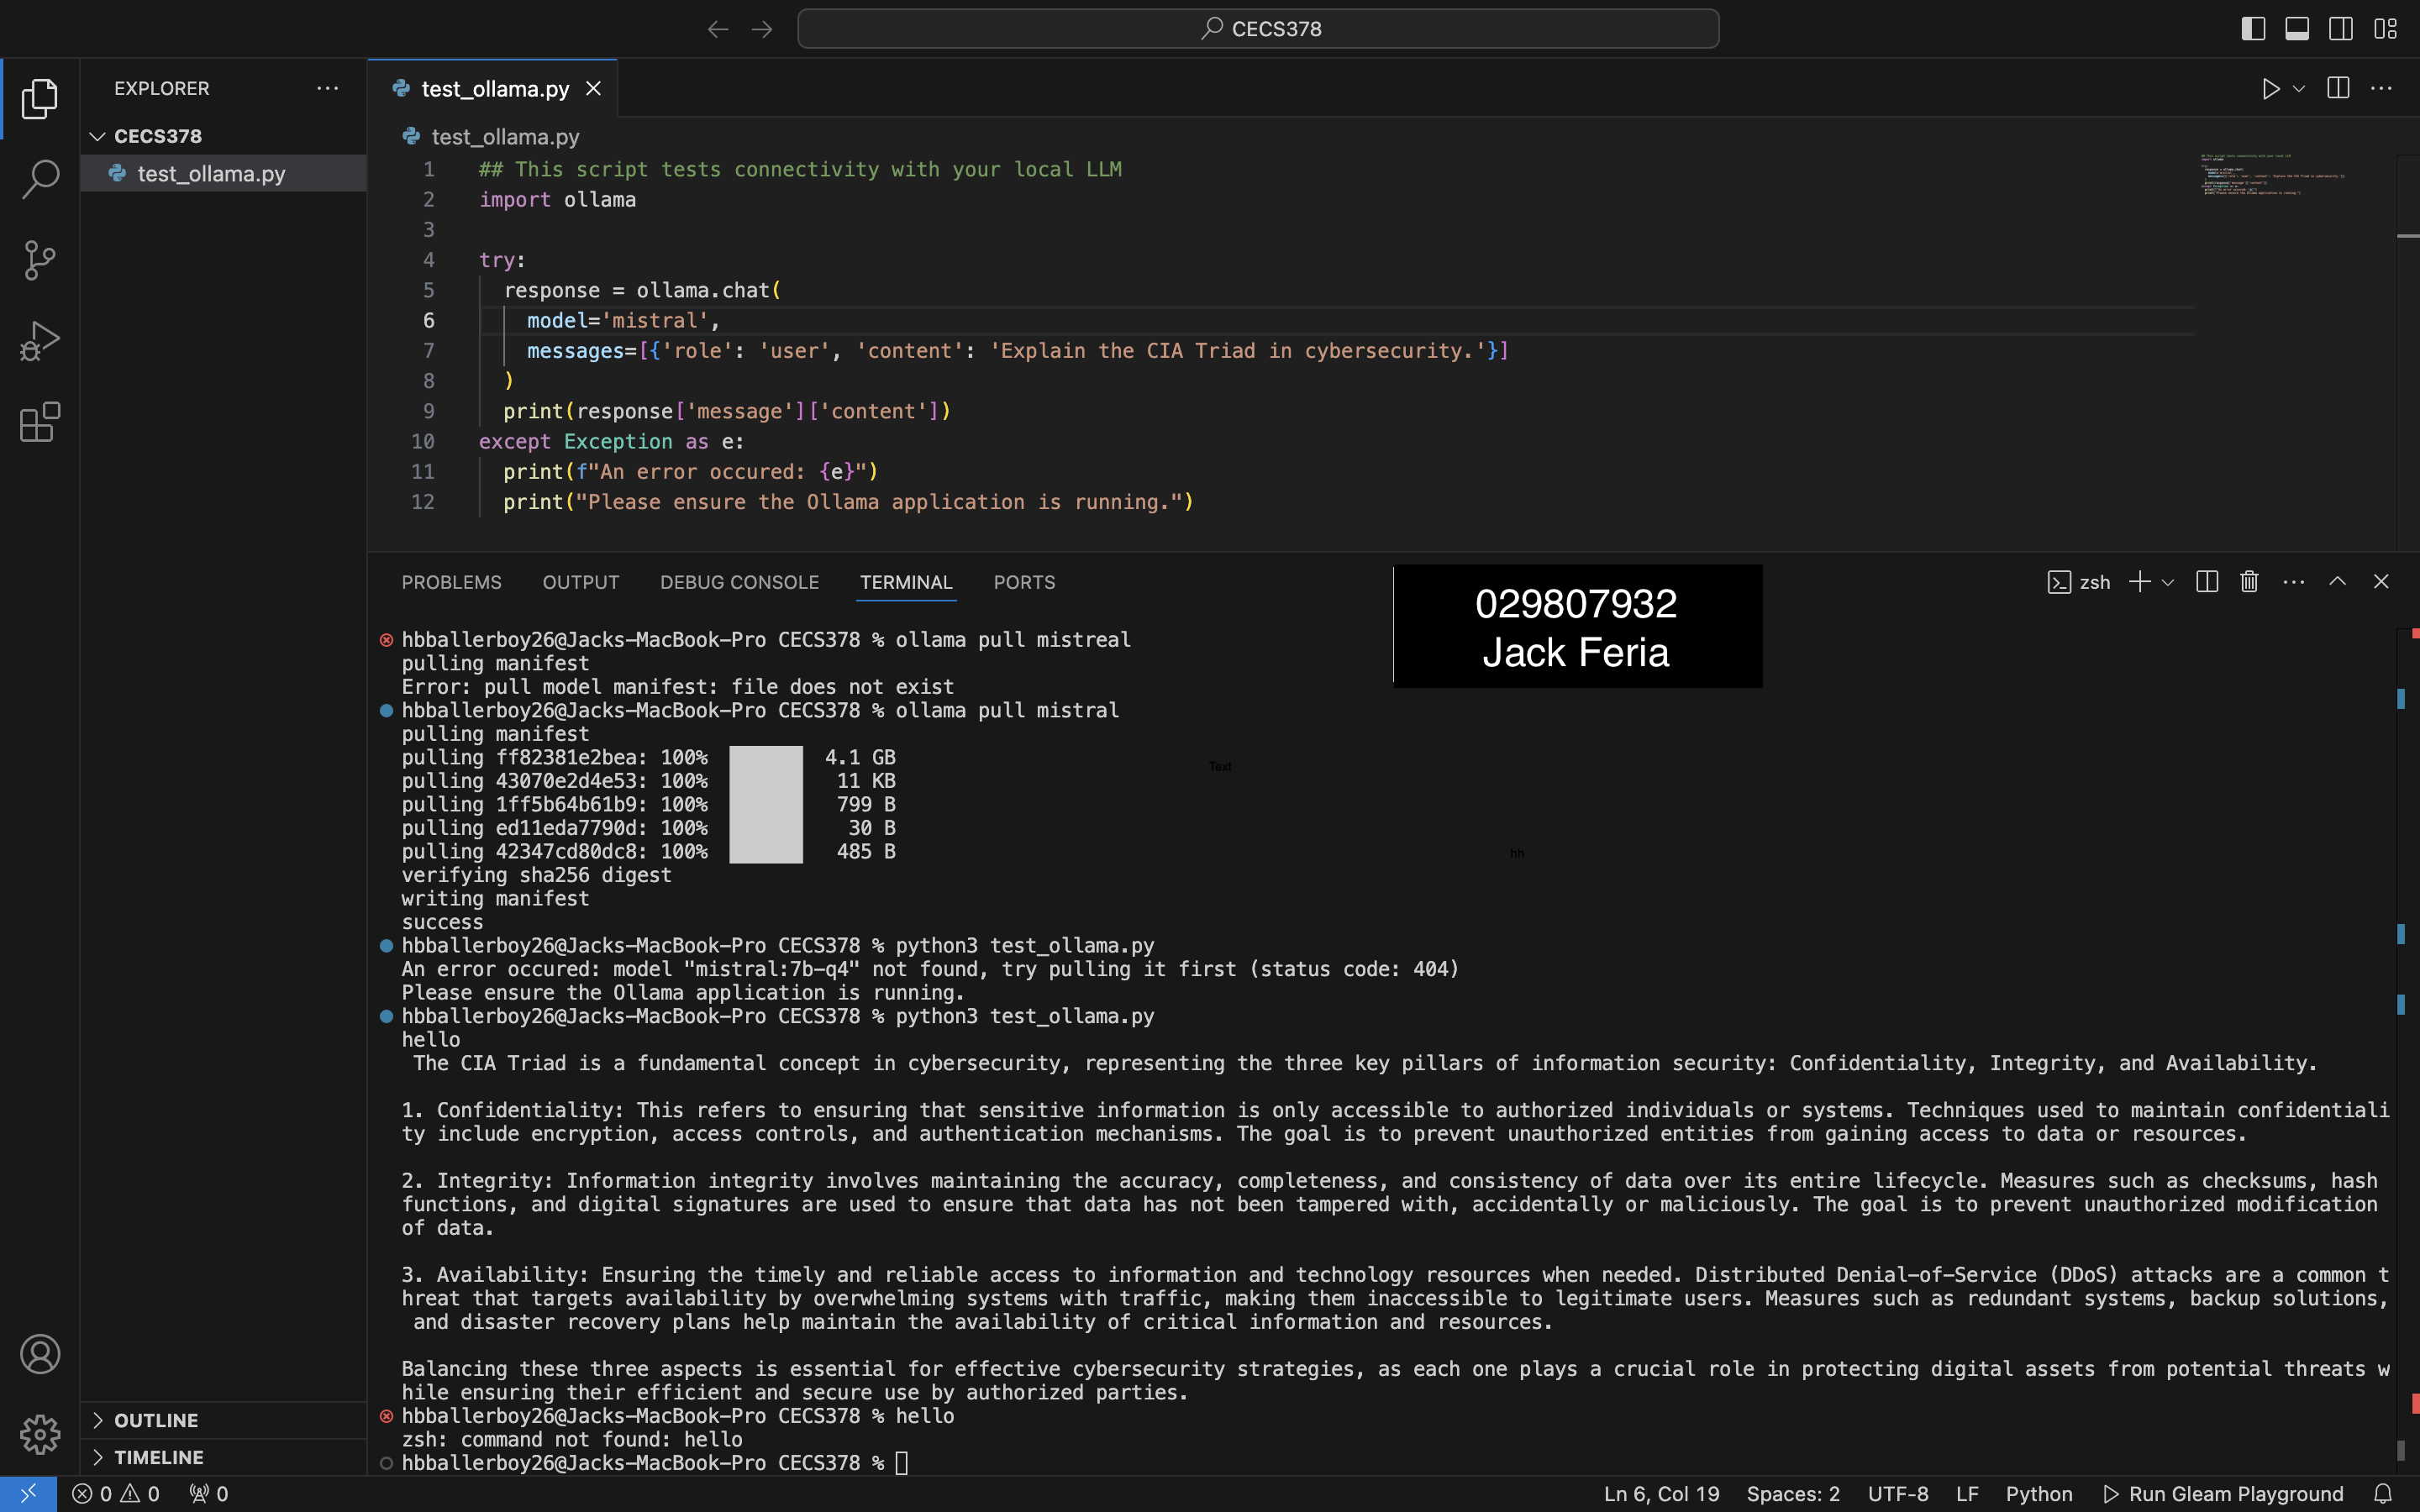 CECS378
EXPLORER
CECS378
test_ollama.py
OUTLINE
TIMELINE
test_ollama.py
test_ollama.py
1 ## This script tests connectivity with your local LLM
2 import ollama
3
4 try:
5 response = ollama.chat(
6 model='mistral',
7 messages=[{'role': 'user', 'content': 'Explain the CIA Triad in cybersecurity.'}]
8 )
9 print(response['message']['content'])
10 except Exception as e:
11 print(f"An error occured: {e}")
12 print("Please ensure the Ollama application is running.")
PROBLEMS OUTPUT DEBUG CONSOLE TERMINAL PORTS
zsh
029807932
Jack Feria
hbballerboy26@Jacks-MacBook-Pro CECS378 % ollama pull mistreal
pulling manifest
Error: pull model manifest: file does not exist
hbballerboy26@Jacks-MacBook-Pro CECS378 % ollama pull mistral
pulling manifest
pulling ff82381e2bea: 100% 4.1 GB
pulling 43070e2d4e53: 100% 11 KB
pulling 1ff5b64b61b9: 100% 799 B
pulling ed11eda7790d: 100% 30 B
pulling 42347cd80dc8: 100% 485 B
Text
hh
verifying sha256 digest
writing manifest
success
hbballerboy26@Jacks-MacBook-Pro CECS378 % python3 test_ollama.py
An error occured: model "mistral:7b-q4" not found, try pulling it first (status code: 404)
Please ensure the Ollama application is running.
hbballerboy26@Jacks-MacBook-Pro CECS378 % python3 test_ollama.py
hello
The CIA Triad is a fundamental concept in cybersecurity, representing the three key pillars of information security: Confidentiality, Integrity, and Availability.
1. Confidentiality: This refers to ensuring that sensitive information is only accessible to authorized individuals or systems. Techniques used to maintain confidentiali
ty include encryption, access controls, and authentication mechanisms. The goal is to prevent unauthorized entities from gaining access to data or resources.
2. Integrity: Information integrity involves maintaining the accuracy, completeness, and consistency of data over its entire lifecycle. Measures such as checksums, hash
functions, and digital signatures are used to ensure that data has not been tampered with, accidentally or maliciously. The goal is to prevent unauthorized modification
of data.
3. Availability: Ensuring the timely and reliable access to information and technology resources when needed. Distributed Denial-of-Service (DDoS) attacks are a common t
hreat that targets availability by overwhelming systems with traffic, making them inaccessible to legitimate users. Measures such as redundant systems, backup solutions,
and disaster recovery plans help maintain the availability of critical information and resources.
Balancing these three aspects is essential for effective cybersecurity strategies, as each one plays a crucial role in protecting digital assets from potential threats w
hile ensuring their efficient and secure use by authorized parties.
hbballerboy26@Jacks-MacBook-Pro CECS378 % hello
zsh: command not found: hello
hbballerboy26@Jacks-MacBook-Pro CECS378 %
0 0 0 Ln 6, Col 19 Spaces: 2 UTF-8 LF Python Run Gleam Playground